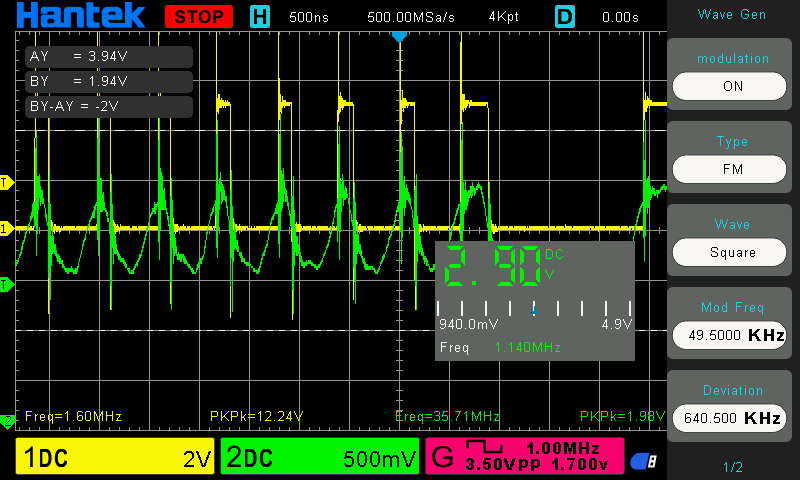 Hantek STOP H 500ns 500.00MSa/s 4Kpt D 0.00s Wave Gen
AY = 3.94V
BY = 1.94V
BY-AY = -2V
modulation
ON
Type
FM
Wave
Square
Mod Freq
49.5000 KHz
Deviation
640.500 KHz
1/2
T
1
T
2
2.90 DC V
940.0mV 4.9V
Freq 1.140MHz
Freq=1.60MHz PKPk=12.24V Freq=35.71MHz PKPk=1.98V
1DC 2V 2DC 500mV G 1.00MHz
3.50Vpp 1.700v
8